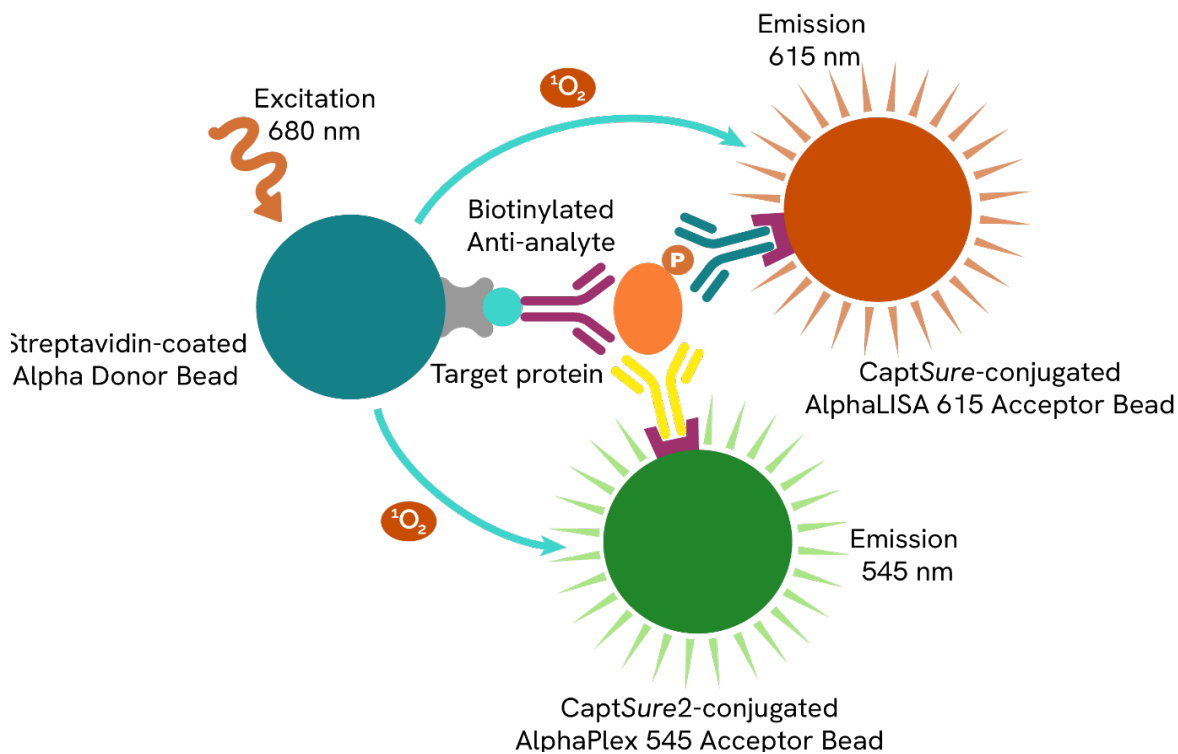 Emission
615 nm
¹O₂
Excitation
680 nm
Biotinylated
Anti-analyte
P
Streptavidin-coated
Alpha Donor Bead
Target protein
CaptSure-conjugated
AlphaLISA 615 Acceptor Bead
¹O₂
Emission
545 nm
CaptSure2-conjugated
AlphaPlex 545 Acceptor Bead